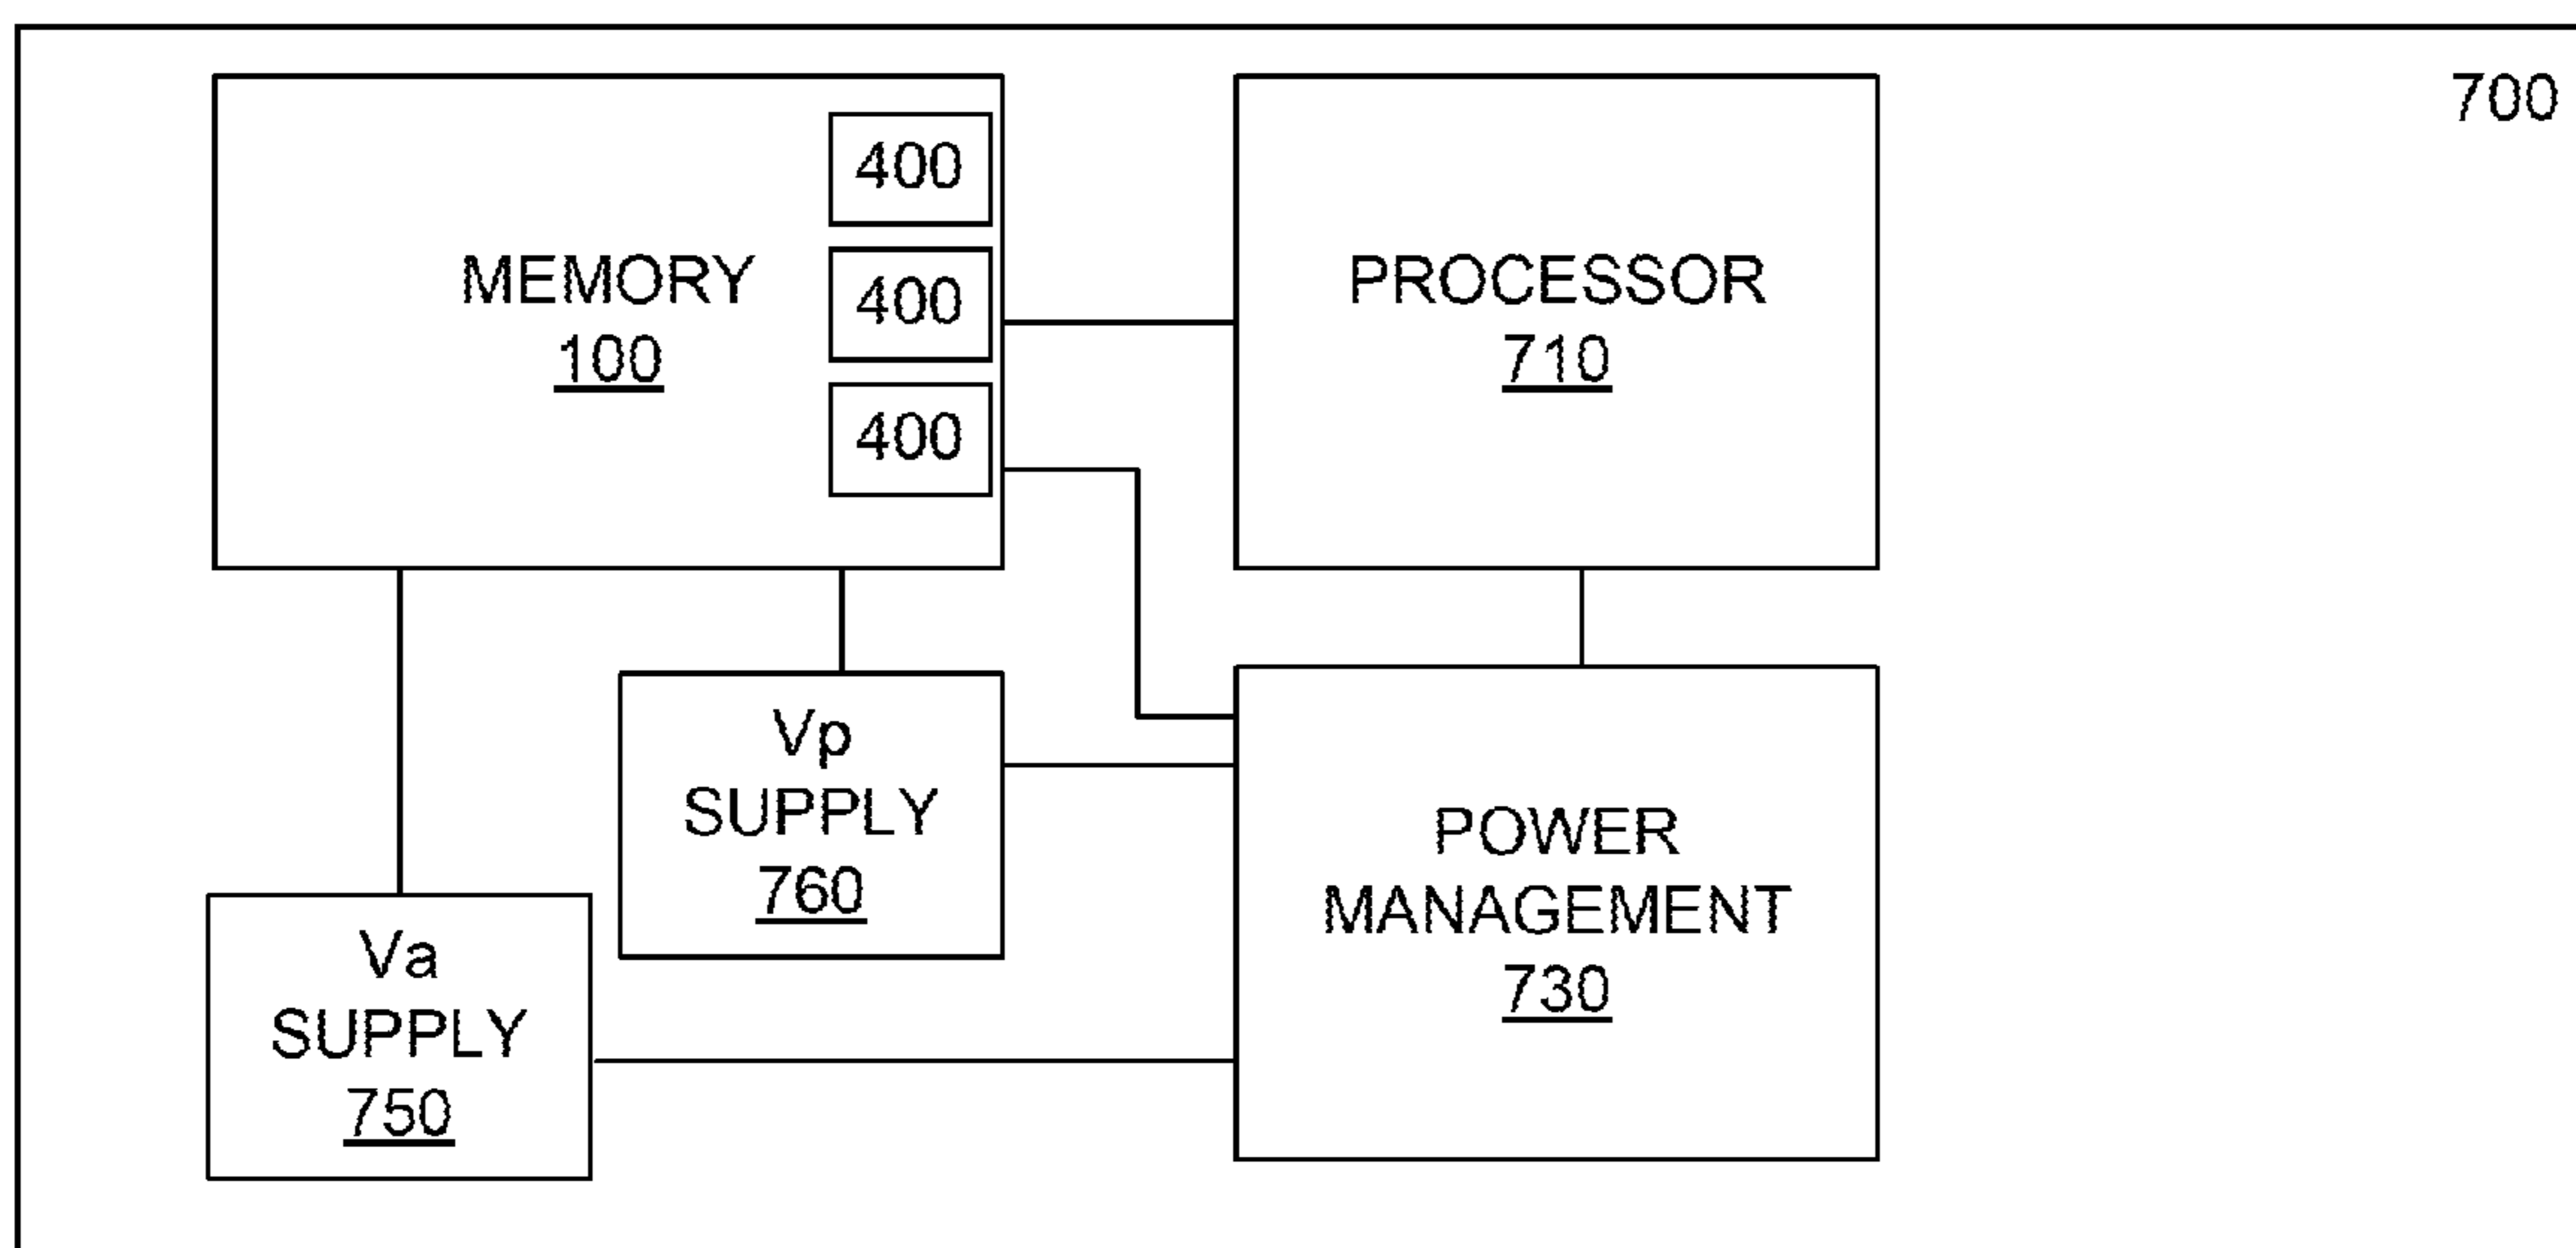 700
400
400
400
MEMORY
100
PROCESSOR
710
Vp
SUPPLY
760
Va
SUPPLY
750
POWER
MANAGEMENT
730